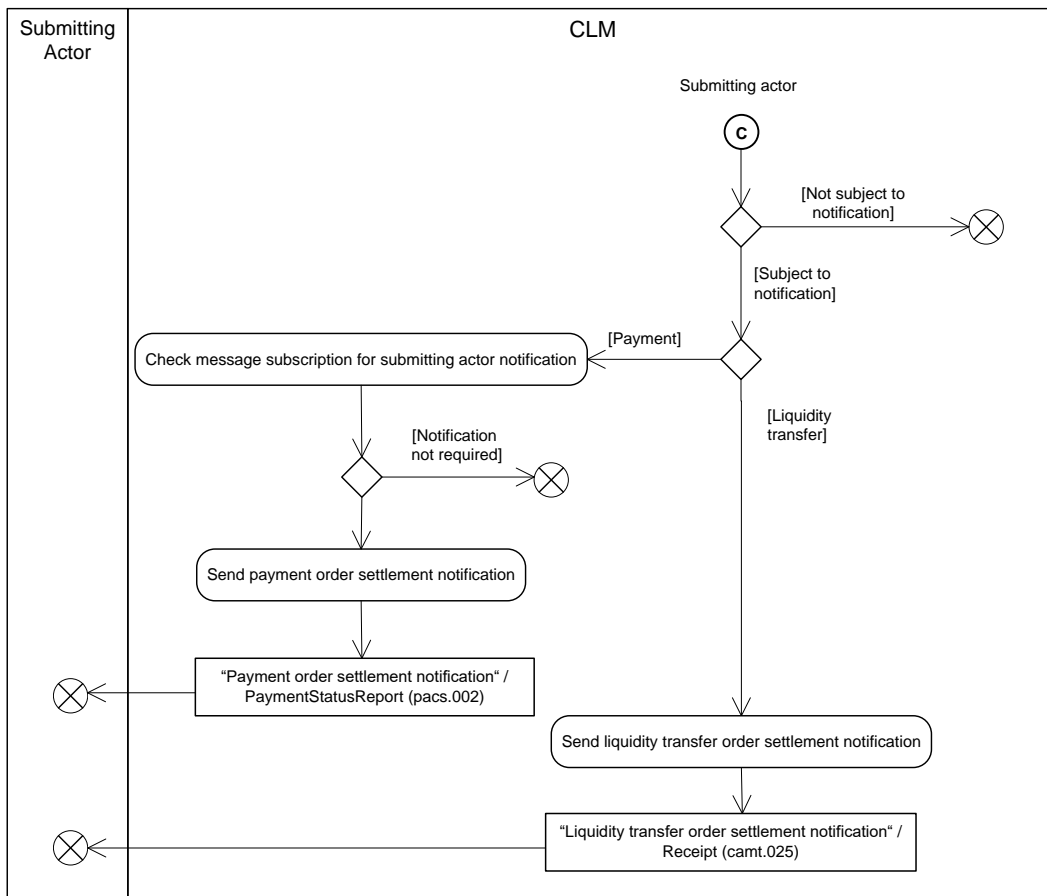 Submitting
Actor
CLM
Submitting actor
C
[Not subject to
notification]
[Subject to
notification]
[Payment]
Check message subscription for submitting actor notification
[Liquidity
transfer]
[Notification
not required]
Send payment order settlement notification
“Payment order settlement notification“ /
PaymentStatusReport (pacs.002)
Send liquidity transfer order settlement notification
“Liquidity transfer order settlement notification“ /
Receipt (camt.025)